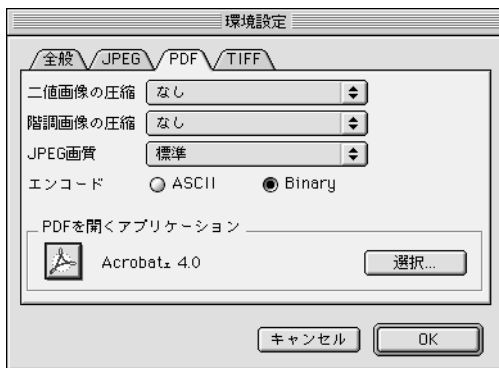 環境設定
全般 JPEG PDF TIFF
二値画像の圧縮 なし
階調画像の圧縮 なし
JPEG画質 標準
エンコード ASCII Binary
PDFを開くアプリケーション
Acrobat 4.0 選択...
キャンセル OK